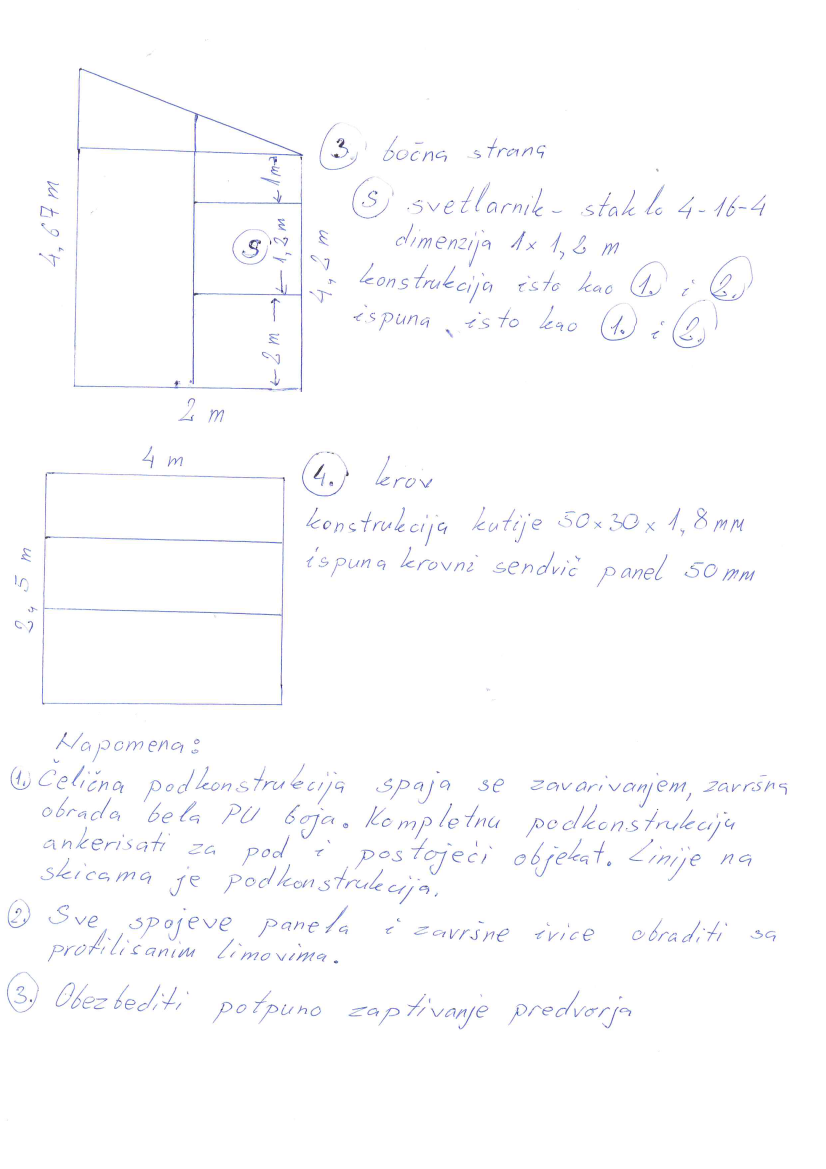 4,67 m
1 m
S
1,2 m
4,2 m
2 m
2 m
3. bočna strana
S svetlarnik - staklo 4-16-4
dimenzija 1x1,2 m
konstrukcija isto kao 1. i 2.
ispuna isto kao 1. i 2.
4 m
4. krov
konstrukcija kutije 50x30x1,8 mm
ispuna krovni sendvič panel 50 mm
Napomena:
1. Čelična podkonstrukcija spaja se zavarivanjem, završna
obrada bela PU boja. Kompletnu podkonstrukciju
ankerisati za pod i postojeći objekat. Linije na
skicama je podkonstrukcija.
2. Sve spojeve panela i završne ivice obraditi sa
profilisanim limovima.
3. Obezbediti potpuno zaptivanje predvorja